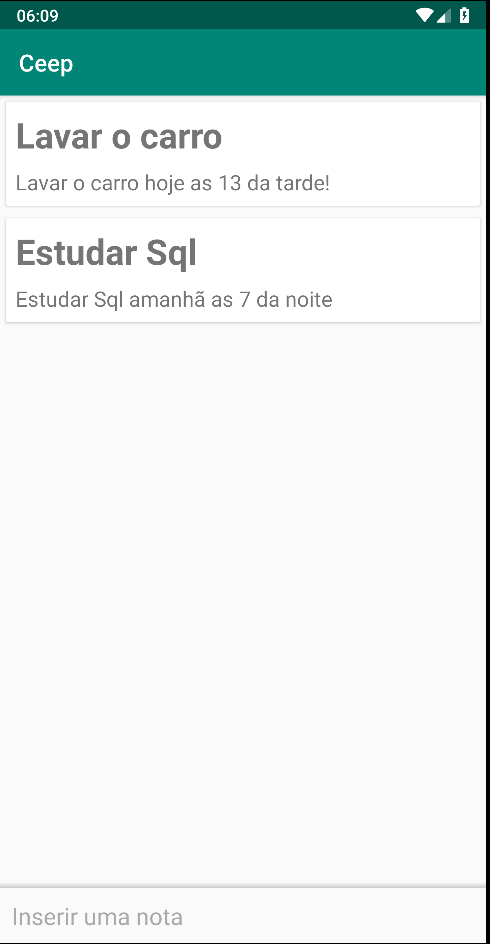 06:09
Ceep
Lavar o carro
Lavar o carro hoje as 13 da tarde!
Estudar Sql
Estudar Sql amanhã as 7 da noite
Inserir uma nota